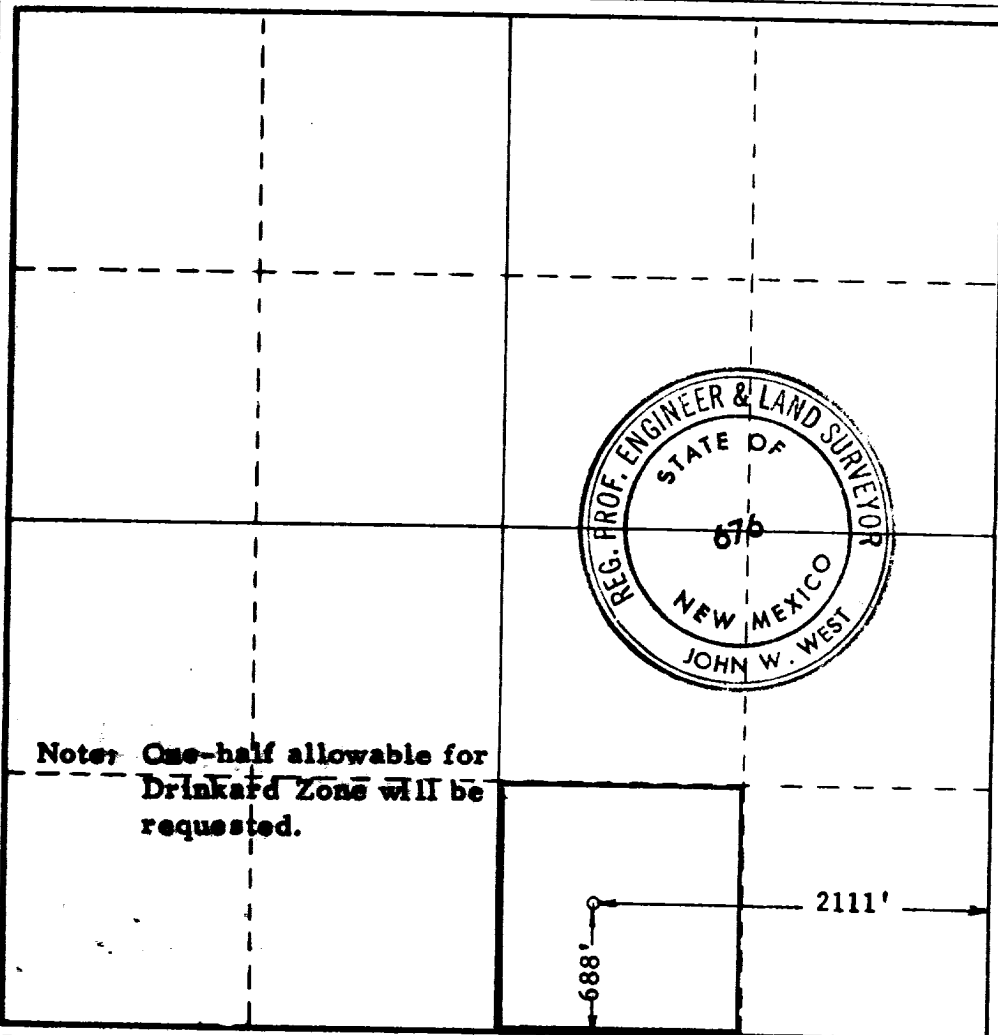 REG. PROF. ENGINEER & LAND SURVEYOR
STATE OF
676
NEW MEXICO
JOHN W. WEST
Note: One-half allowable for
Drinkard Zone will be
requested.
2111'
688'